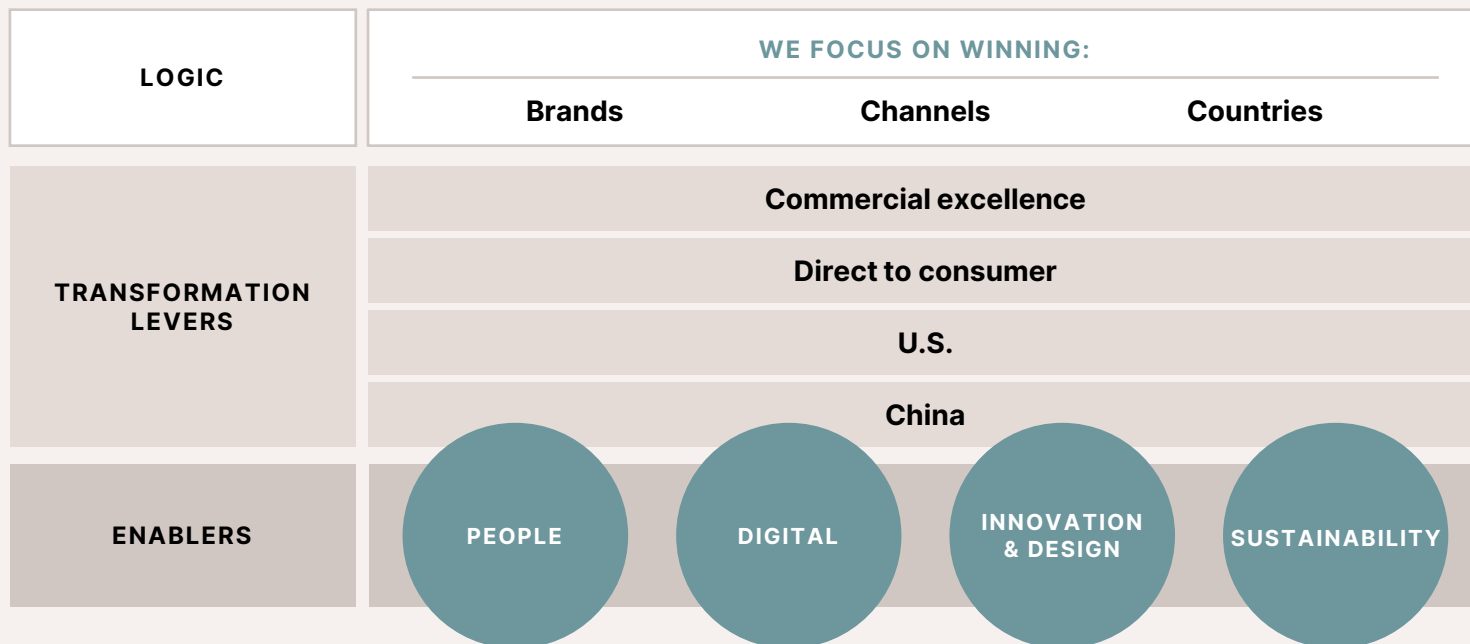 LOGIC
WE FOCUS ON WINNING:
Brands Channels Countries
TRANSFORMATION
LEVERS
Commercial excellence
Direct to consumer
U.S.
China
ENABLERS
PEOPLE
DIGITAL
INNOVATION
& DESIGN
SUSTAINABILITY